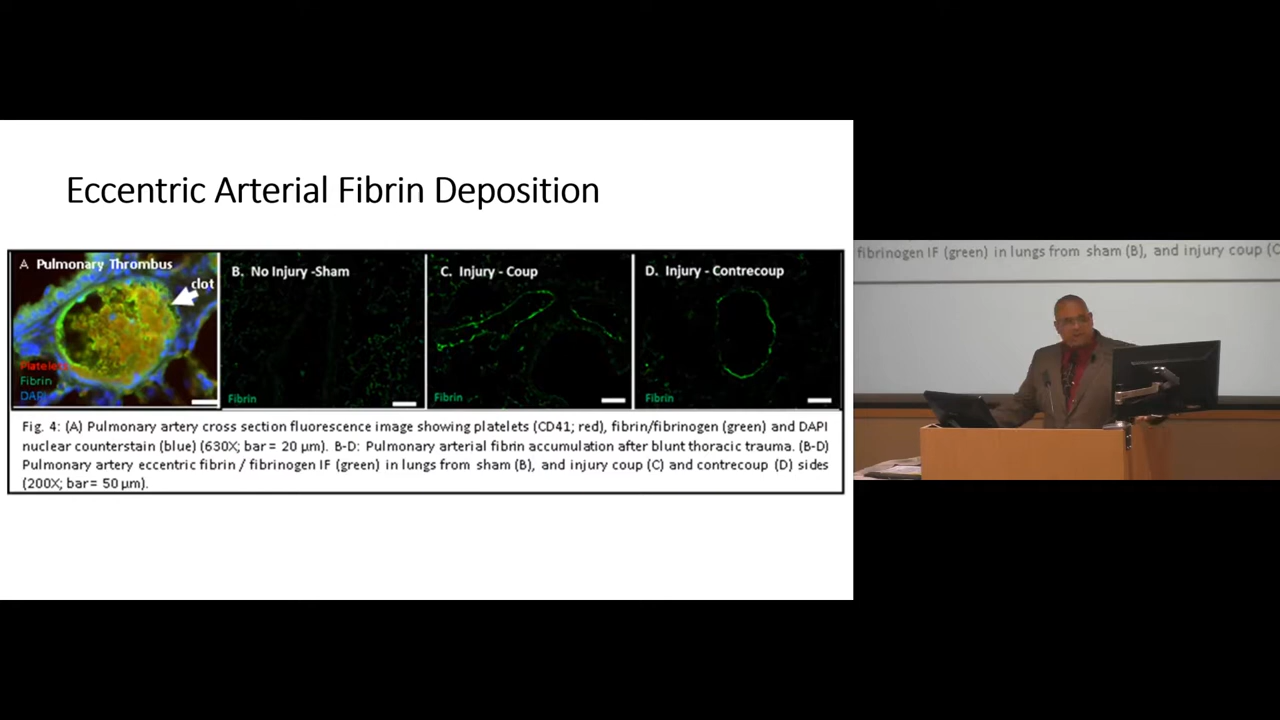 Eccentric Arterial Fibrin Deposition
A Pulmonary Thrombus
clot
Platelets
Fibrin
DAPI
B. No Injury -Sham
Fibrin
C. Injury - Coup
Fibrin
D. Injury - Contrecoup
Fibrin
Fig. 4: (A) Pulmonary artery cross section fluorescence image showing platelets (CD41; red), fibrin/fibrinogen (green) and DAPI
nuclear counterstain (blue) (630X; bar = 20 µm). B-D: Pulmonary arterial fibrin accumulation after blunt thoracic trauma. (B-D)
Pulmonary artery eccentric fibrin / fibrinogen IF (green) in lungs from sham (B), and injury coup (C) and contrecoup (D) sides
(200X; bar = 50 µm).
fibrinogen IF (green) in lungs from sham (B), and injury coup (C